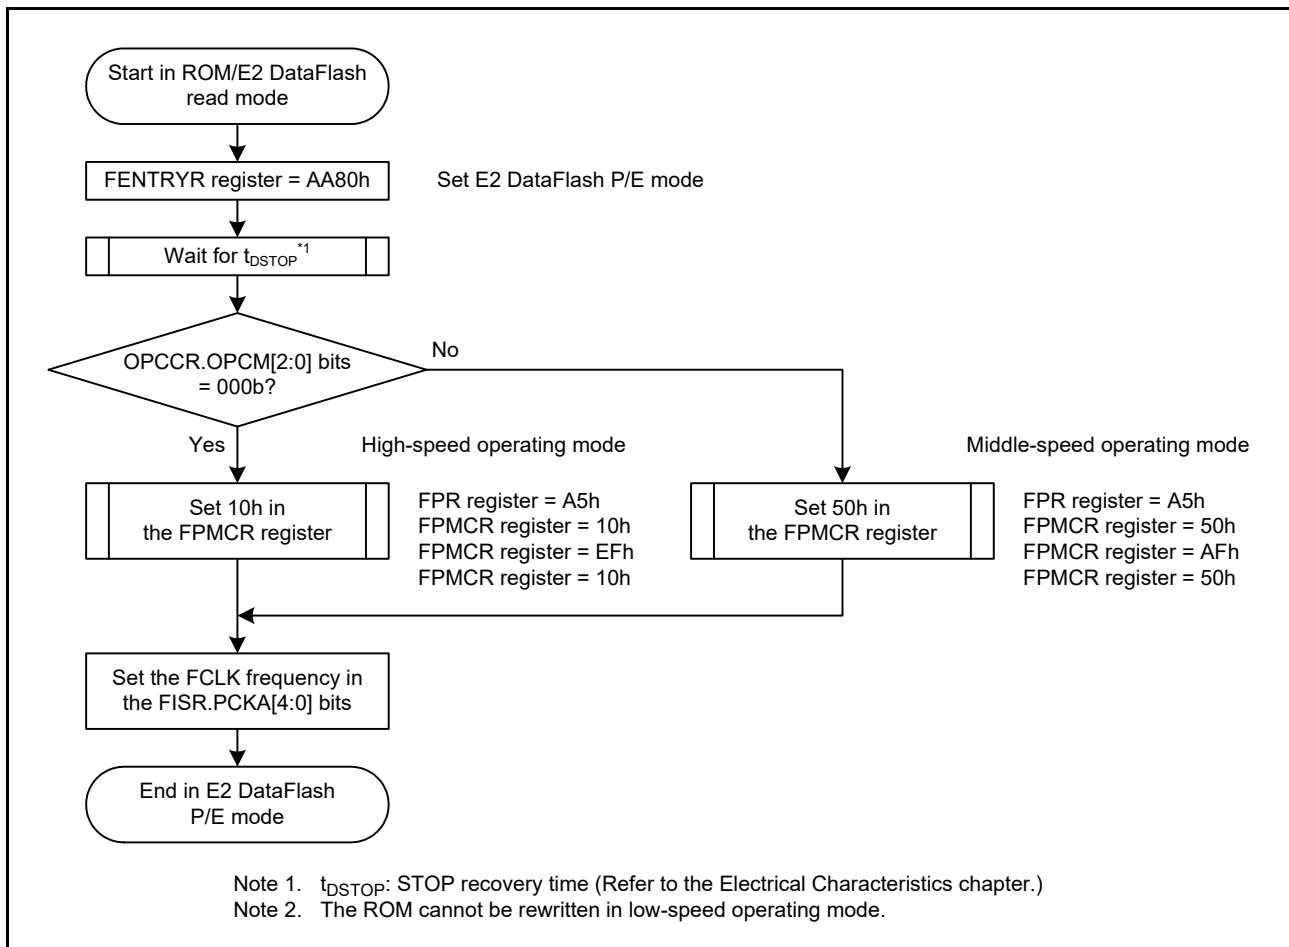 Start in ROM/E2 DataFlash
read mode
FENTRYR register = AA80h
Set E2 DataFlash P/E mode
Wait for tDSTOP*1
OPCCR.OPCM[2:0] bits
= 000b?
No
Yes
High-speed operating mode
Middle-speed operating mode
Set 10h in
the FPMCR register
FPR register = A5h
FPMCR register = 10h
FPMCR register = EFh
FPMCR register = 10h
Set 50h in
the FPMCR register
FPR register = A5h
FPMCR register = 50h
FPMCR register = AFh
FPMCR register = 50h
Set the FCLK frequency in
the FISR.PCKA[4:0] bits
End in E2 DataFlash
P/E mode
Note 1. tDSTOP: STOP recovery time (Refer to the Electrical Characteristics chapter.)
Note 2. The ROM cannot be rewritten in low-speed operating mode.